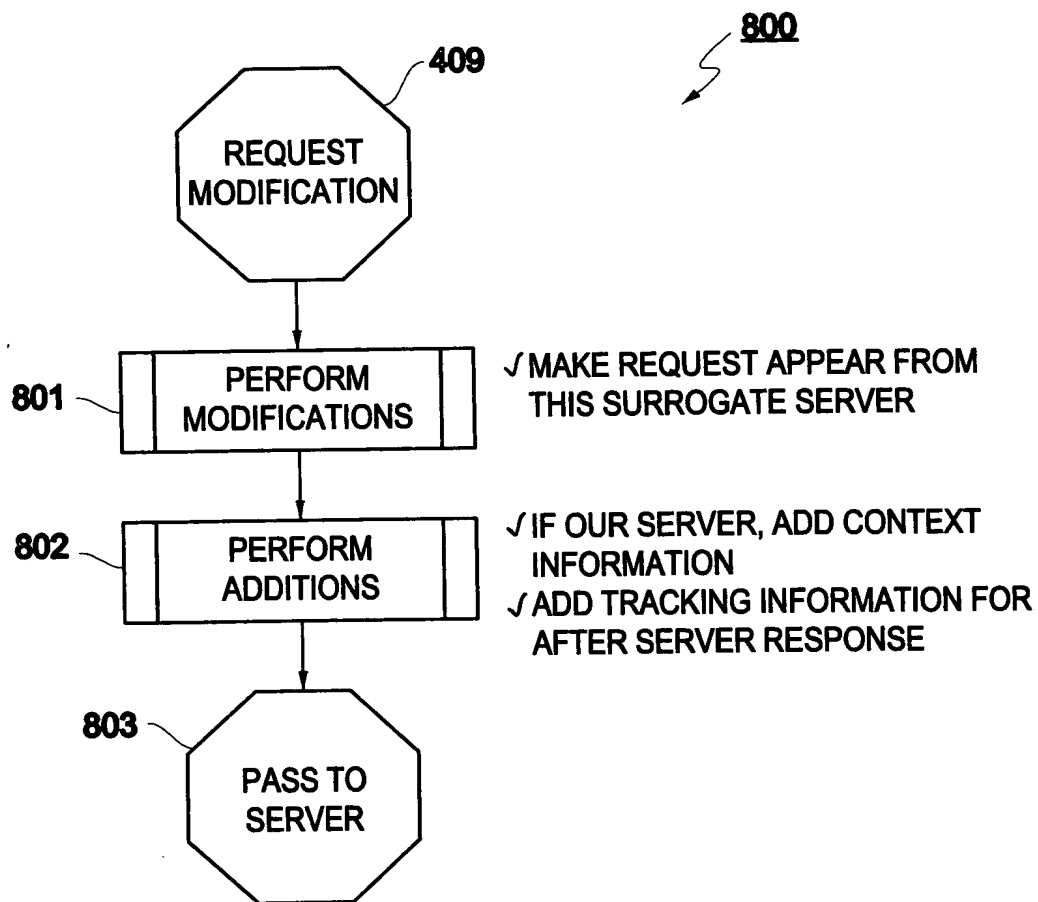 800
409
REQUEST
MODIFICATION
801
PERFORM
MODIFICATIONS
√ MAKE REQUEST APPEAR FROM
THIS SURROGATE SERVER
802
PERFORM
ADDITIONS
√ IF OUR SERVER, ADD CONTEXT
INFORMATION
√ ADD TRACKING INFORMATION FOR
AFTER SERVER RESPONSE
803
PASS TO
SERVER